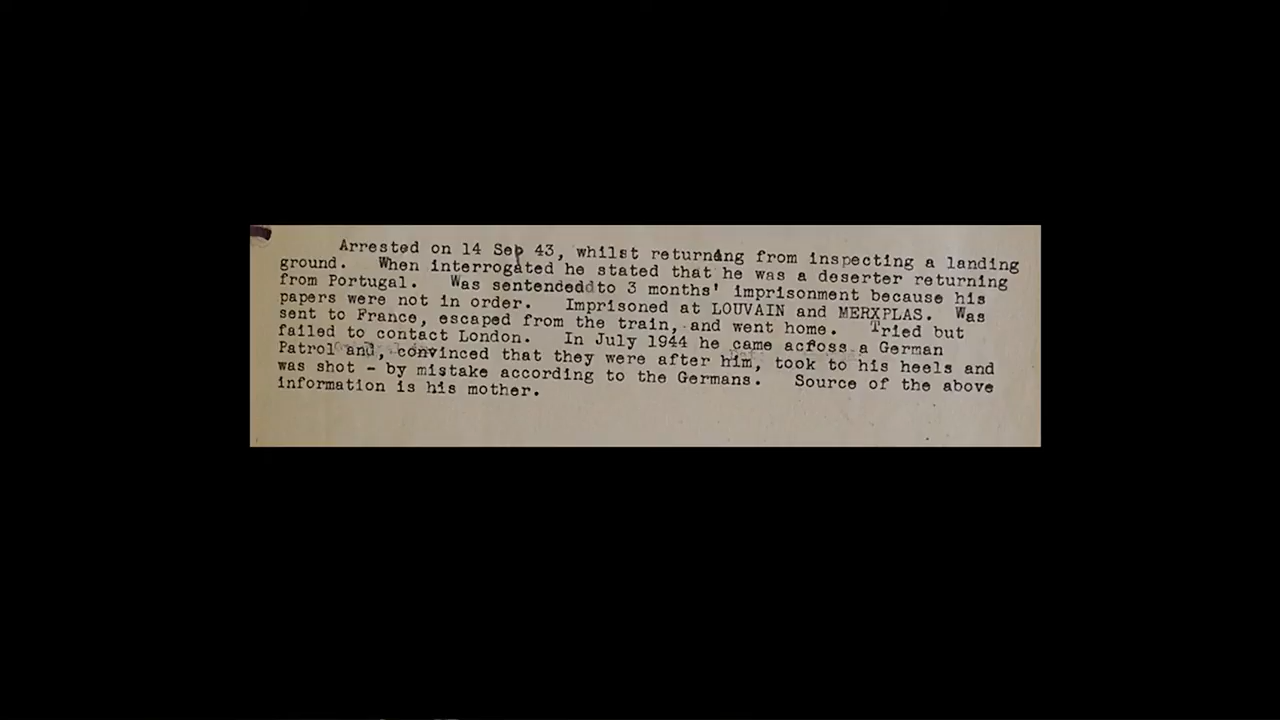 Arrested on 14 Sep 43, whilst returning from inspecting a landing
ground. When interrogated he stated that he was a deserter returning
from Portugal. Was sentendedd to 3 months' imprisonment because his
papers were not in order. Imprisoned at LOUVAIN and MERXPLAS. Was
sent to France, escaped from the train, and went home. Tried but
failed to contact London. In July 1944 he came across a German
Patrol and, convinced that they were after him, took to his heels and
was shot - by mistake according to the Germans. Source of the above
information is his mother.